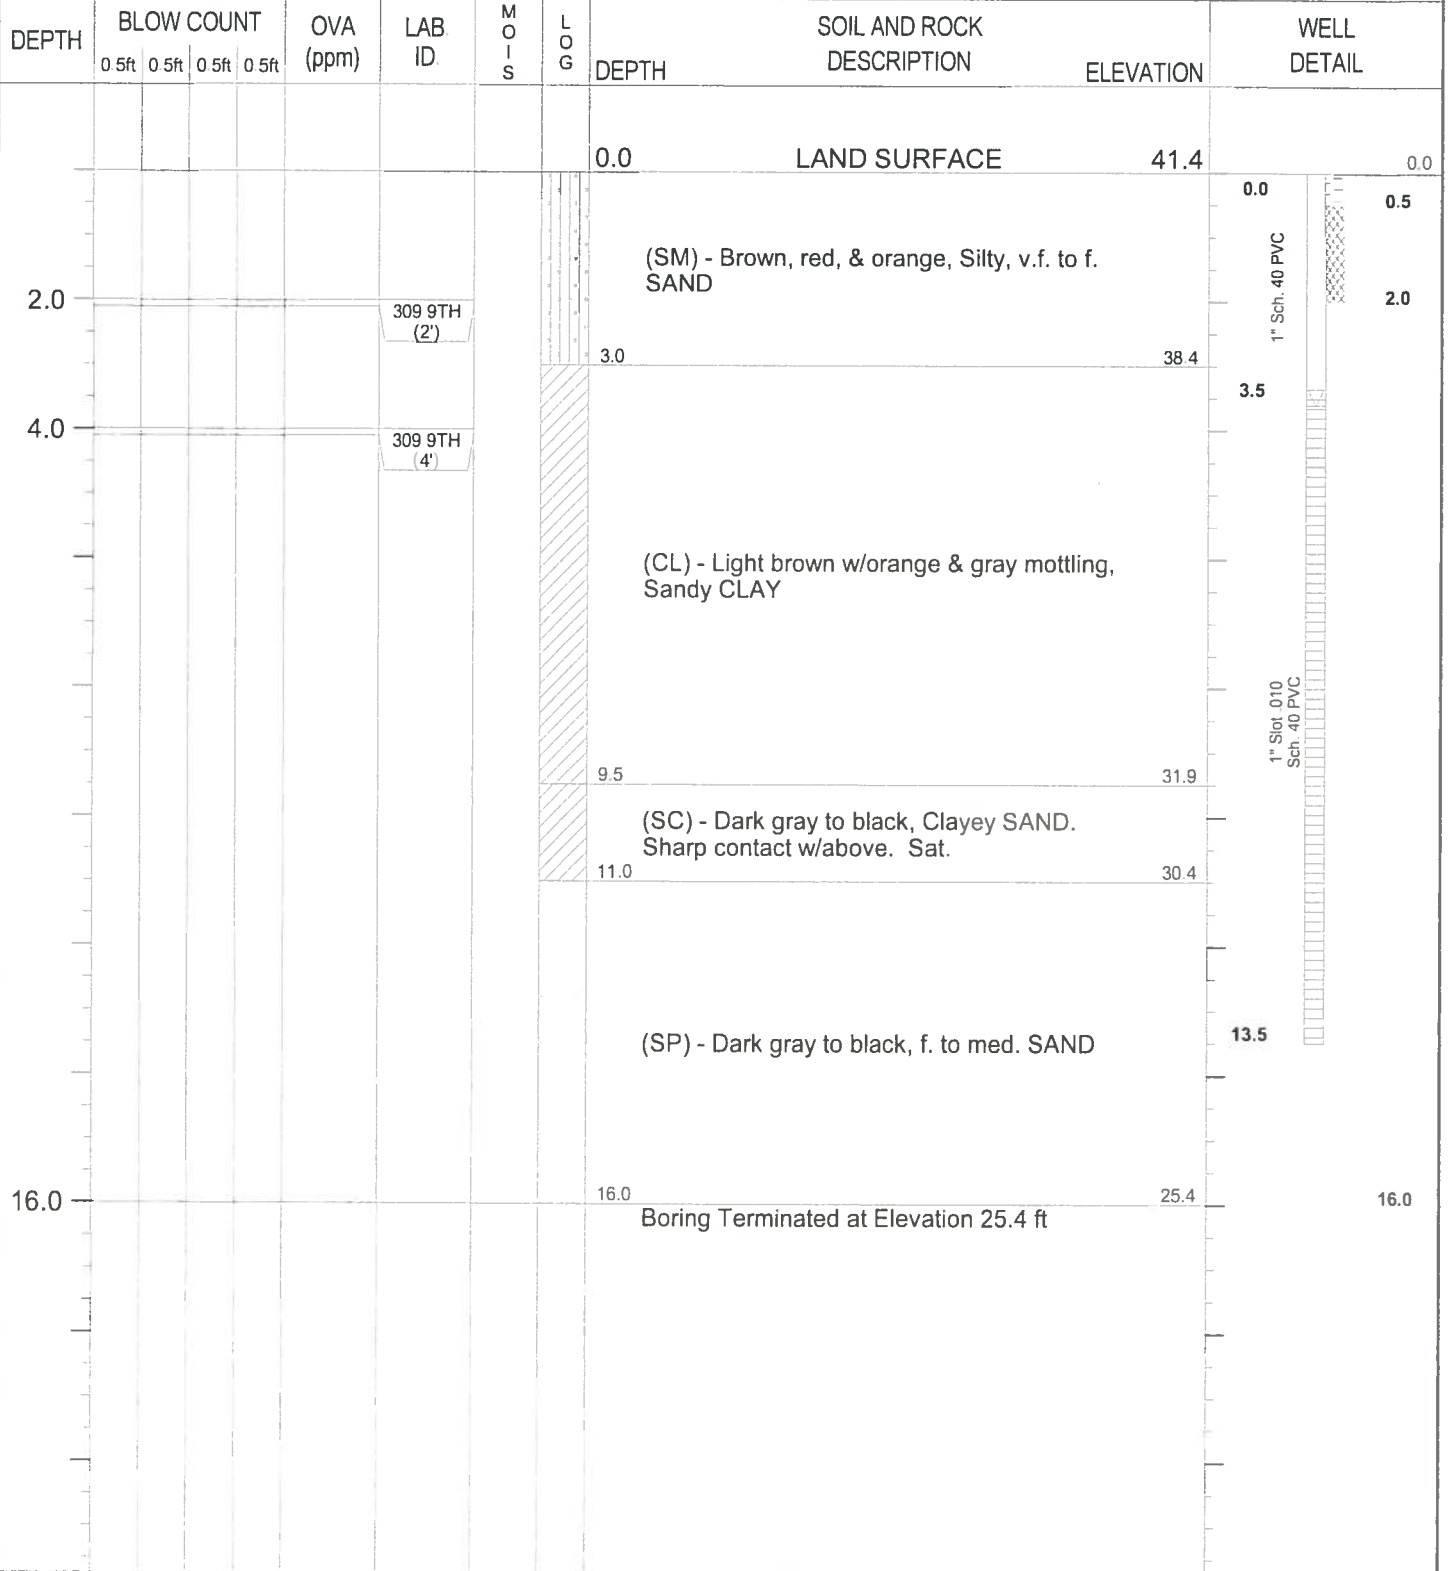 DEPTH
BLOW COUNT
0.5ft 0.5ft 0.5ft 0.5ft
OVA
(ppm)
LAB.
ID.
MOIS
LOG
SOIL AND ROCK
DESCRIPTION
DEPTH
ELEVATION
WELL
DETAIL
0.0 LAND SURFACE 41.4
0.0
0.0
0.5
(SM) - Brown, red, & orange, Silty, v.f. to f.
SAND
1" Sch. 40 PVC
2.0
309 9TH
(2')
2.0
3.0 38.4
3.5
4.0
309 9TH
(4')
(CL) - Light brown w/orange & gray mottling,
Sandy CLAY
1" Slot .010
Sch. 40 PVC
9.5 31.9
(SC) - Dark gray to black, Clayey SAND.
Sharp contact w/above. Sat.
11.0 30.4
(SP) - Dark gray to black, f. to med. SAND
13.5
16.0
16.0 25.4
16.0
Boring Terminated at Elevation 25.4 ft